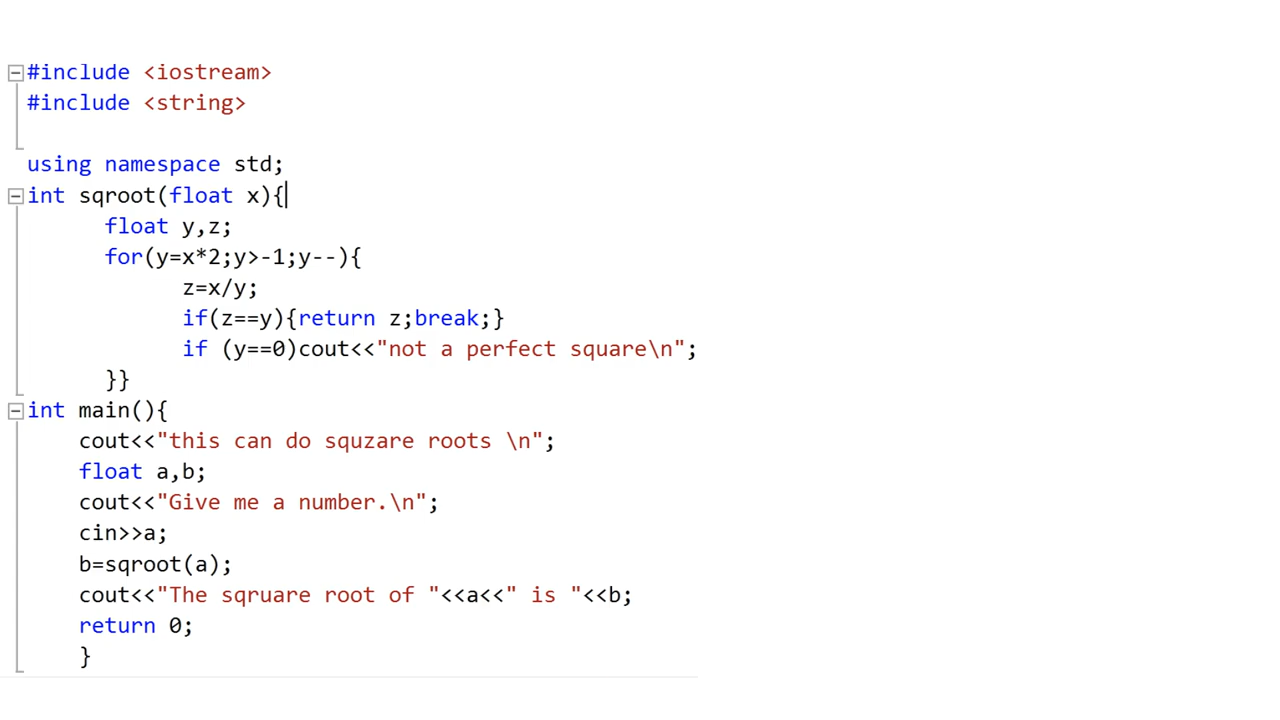 #include <iostream>
#include <string>
using namespace std;
int sqroot(float x){
float y,z;
for(y=x*2;y>-1;y--){
z=x/y;
if(z==y){return z;break;}
if (y==0)cout<<"not a perfect square\n";
}}
int main(){
cout<<"this can do squzare roots \n";
float a,b;
cout<<"Give me a number.\n";
cin>>a;
b=sqroot(a);
cout<<"The sqruare root of "<<a<<" is "<<b;
return 0;
}